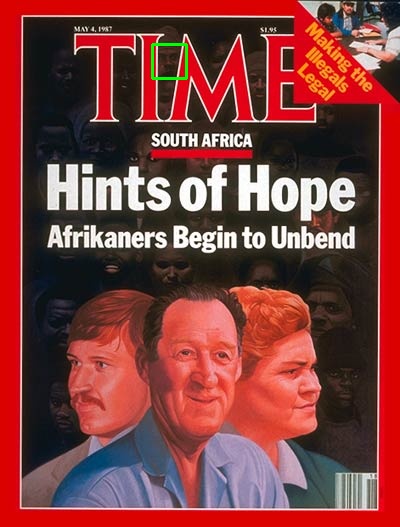 MAY 4, 1987
$1.95
TIME
Making the
Illegals
Legal
SOUTH AFRICA
Hints of Hope
Afrikaners Begin to Unbend
18